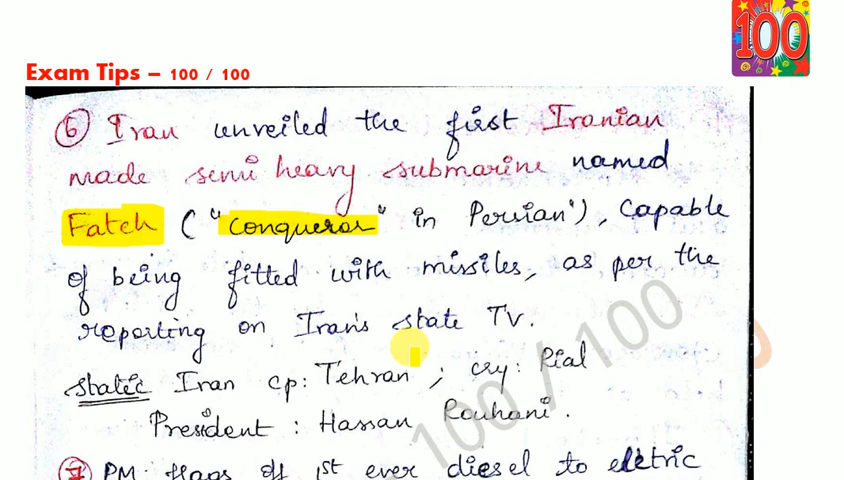 100
Exam Tips – 100 / 100
6 Iran unveiled the first Iranian
made semi heavy submarine named
Fateh ("conqueror" in Persian"), capable
of being fitted with missiles, as per the
reporting on Iran's state TV.
Static Iran cp: Tehran ; cry: Rial
President : Hassan Rouhani.
100 / 100
7 PM flags off 1st ever diesel to eletric